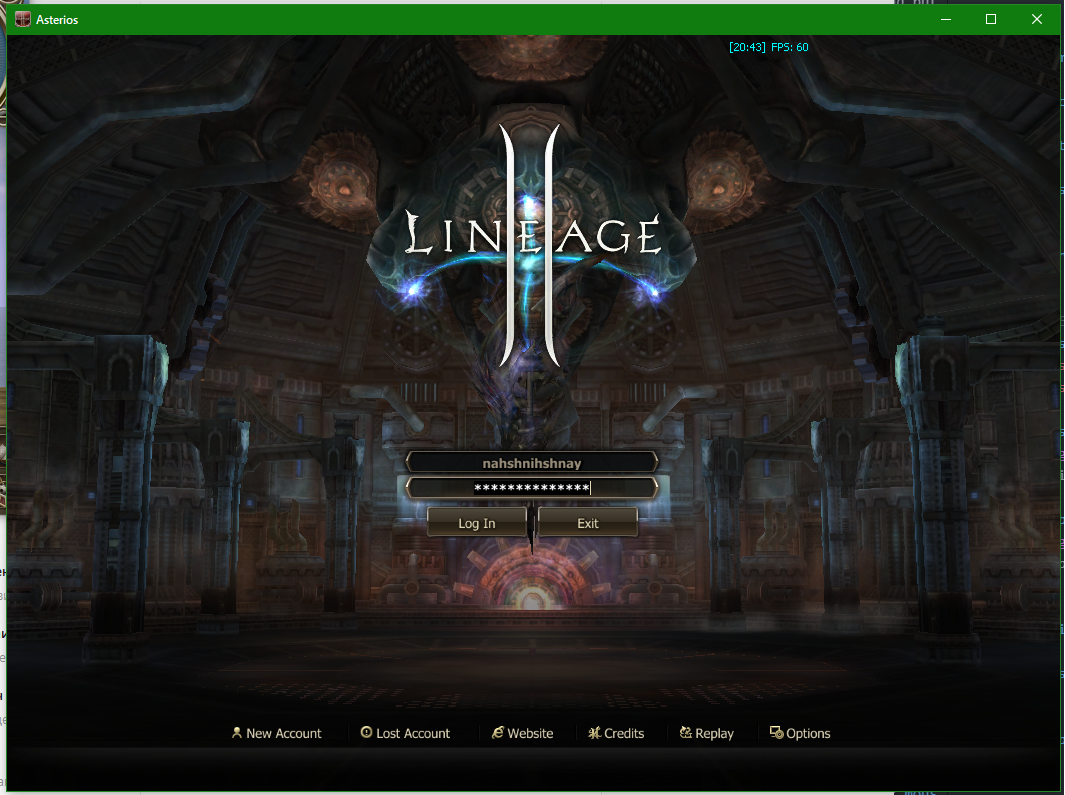 Asterios
[20:43] FPS: 60
LINEAGE II
nahshnihshnay
**************
Log In Exit
New Account Lost Account Website Credits Replay Options